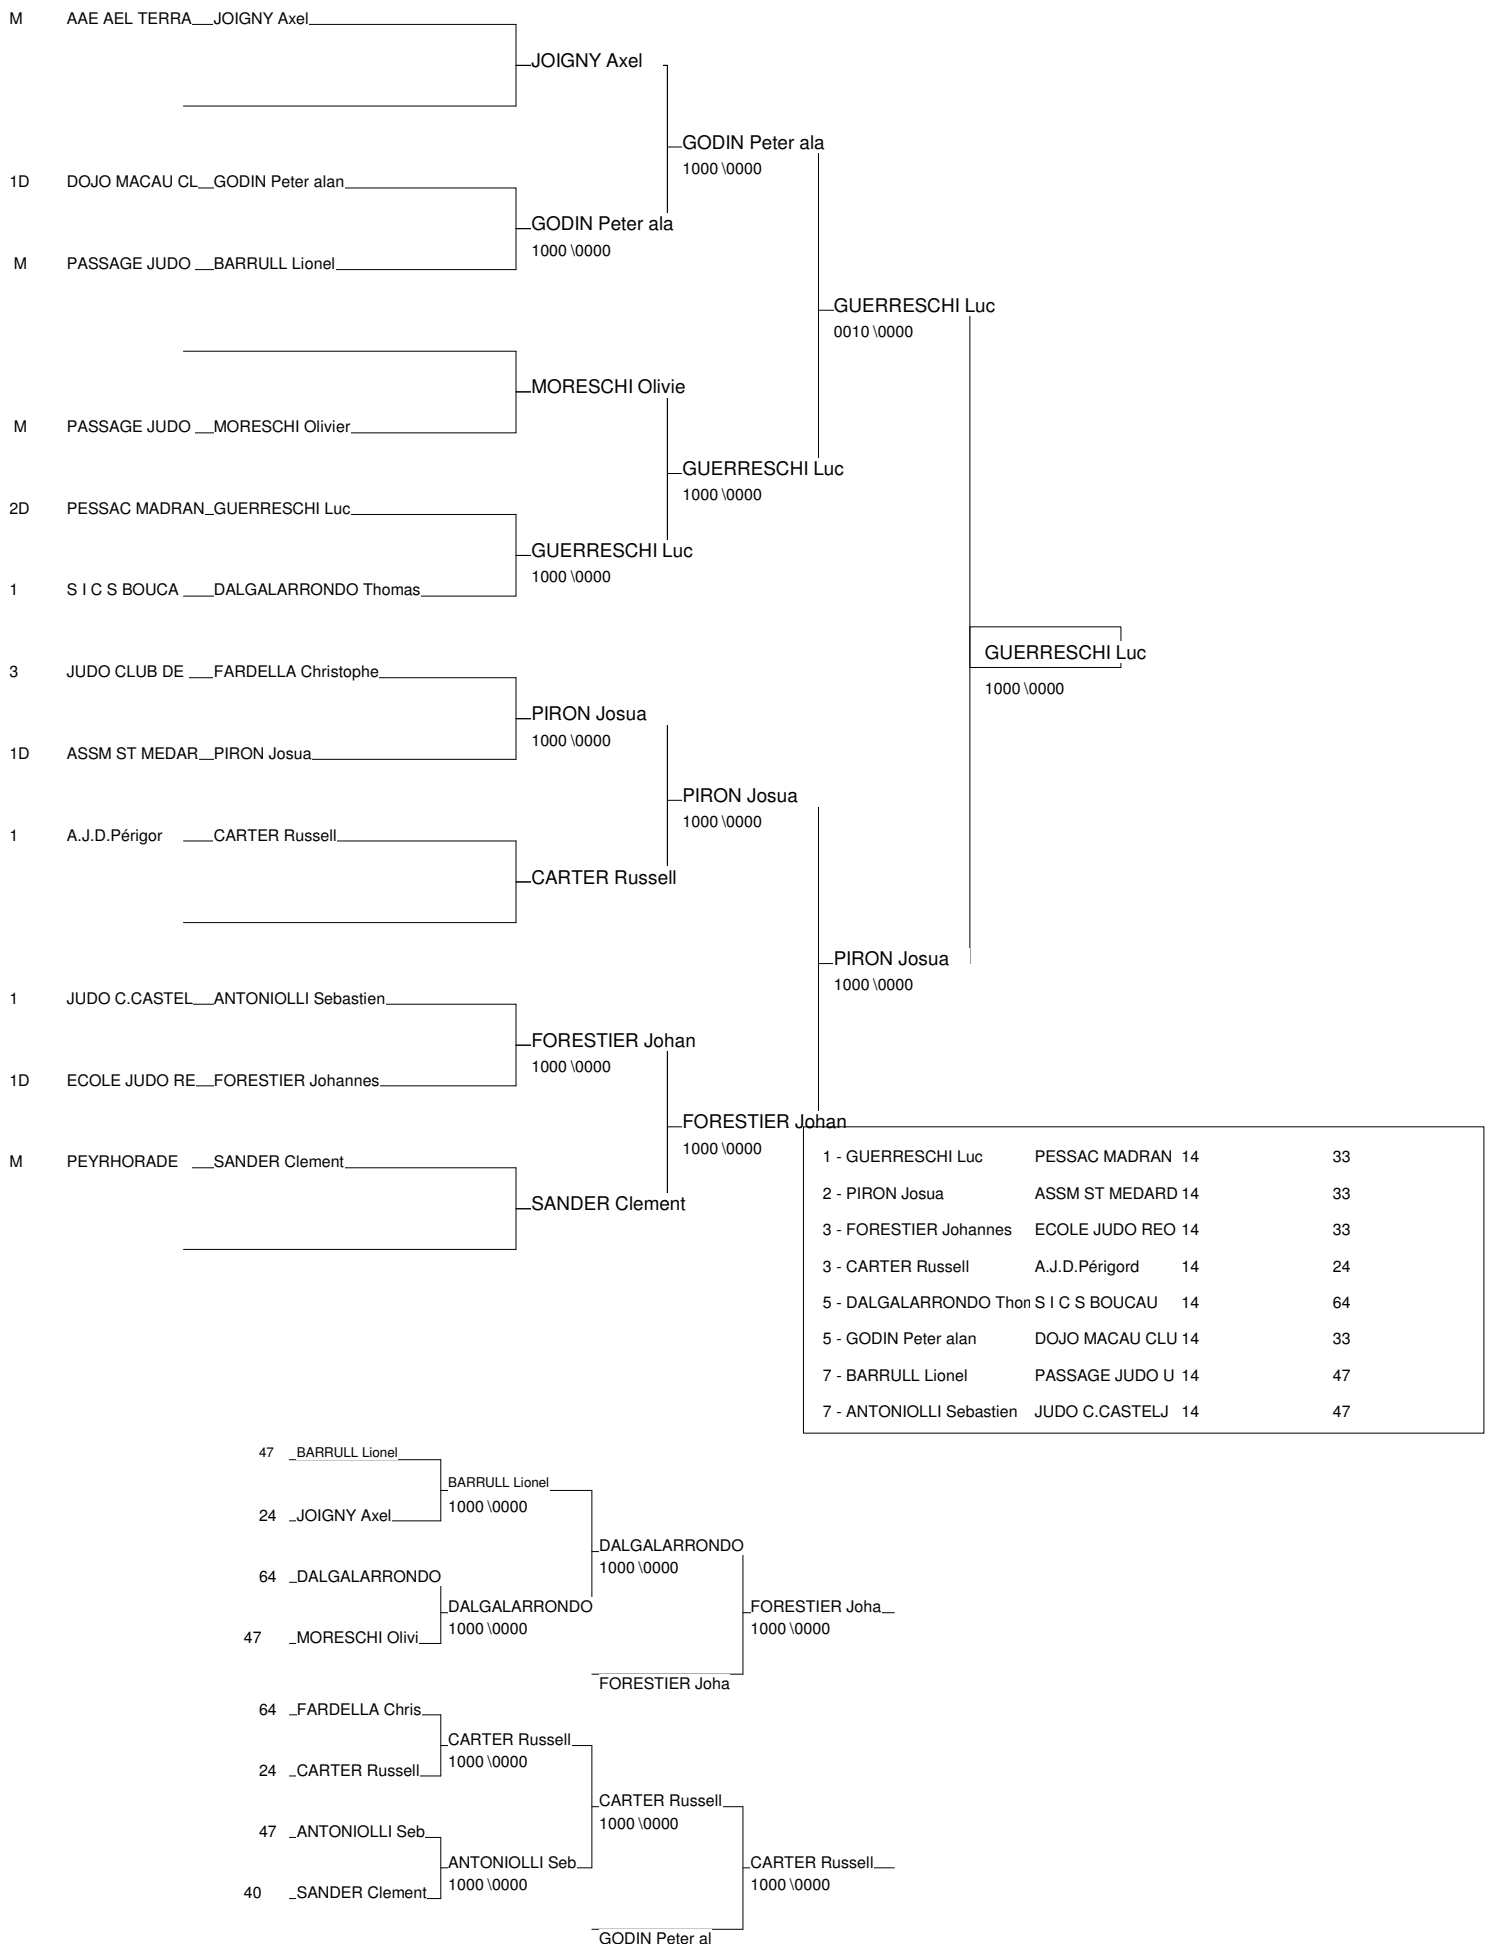 M AAE AEL TERRA JOIGNY Axel
JOIGNY Axel
GODIN Peter ala
1000 \0000
1D DOJO MACAU CL GODIN Peter alan
GODIN Peter ala
1000 \0000
M PASSAGE JUDO BARRULL Lionel
GUERRESCHI Luc
0010 \0000
MORESCHI Olivie
M PASSAGE JUDO MORESCHI Olivier
GUERRESCHI Luc
1000 \0000
2D PESSAC MADRAN GUERRESCHI Luc
GUERRESCHI Luc
1000 \0000
1 S I C S BOUCA DALGALARRONDO Thomas
GUERRESCHI Luc
1000 \0000
3 JUDO CLUB DE FARDELLA Christophe
PIRON Josua
1000 \0000
1D ASSM ST MEDAR PIRON Josua
PIRON Josua
1000 \0000
1 A.J.D.Périgor CARTER Russell
CARTER Russell
PIRON Josua
1000 \0000
1 JUDO C.CASTEL ANTONIOLLI Sebastien
FORESTIER Johan
1000 \0000
1D ECOLE JUDO RE FORESTIER Johannes
FORESTIER Johan
1000 \0000
M PEYRHORADE SANDER Clement
SANDER Clement
1 - GUERRESCHI Luc PESSAC MADRAN 14 33
2 - PIRON Josua ASSM ST MEDARD 14 33
3 - FORESTIER Johannes ECOLE JUDO REO 14 33
3 - CARTER Russell A.J.D.Périgord 14 24
5 - DALGALARRONDO Thom S I C S BOUCAU 14 64
5 - GODIN Peter alan DOJO MACAU CLU 14 33
7 - BARRULL Lionel PASSAGE JUDO U 14 47
7 - ANTONIOLLI Sebastien JUDO C.CASTELJ 14 47
47 BARRULL Lionel
BARRULL Lionel
1000 \0000
24 JOIGNY Axel
DALGALARRONDO
1000 \0000
64 DALGALARRONDO
DALGALARRONDO
1000 \0000
FORESTIER Joha
1000 \0000
47 MORESCHI Olivi
FORESTIER Joha
64 FARDELLA Chris
CARTER Russell
1000 \0000
24 CARTER Russell
CARTER Russell
1000 \0000
47 ANTONIOLLI Seb
ANTONIOLLI Seb
1000 \0000
CARTER Russell
1000 \0000
40 SANDER Clement
GODIN Peter al